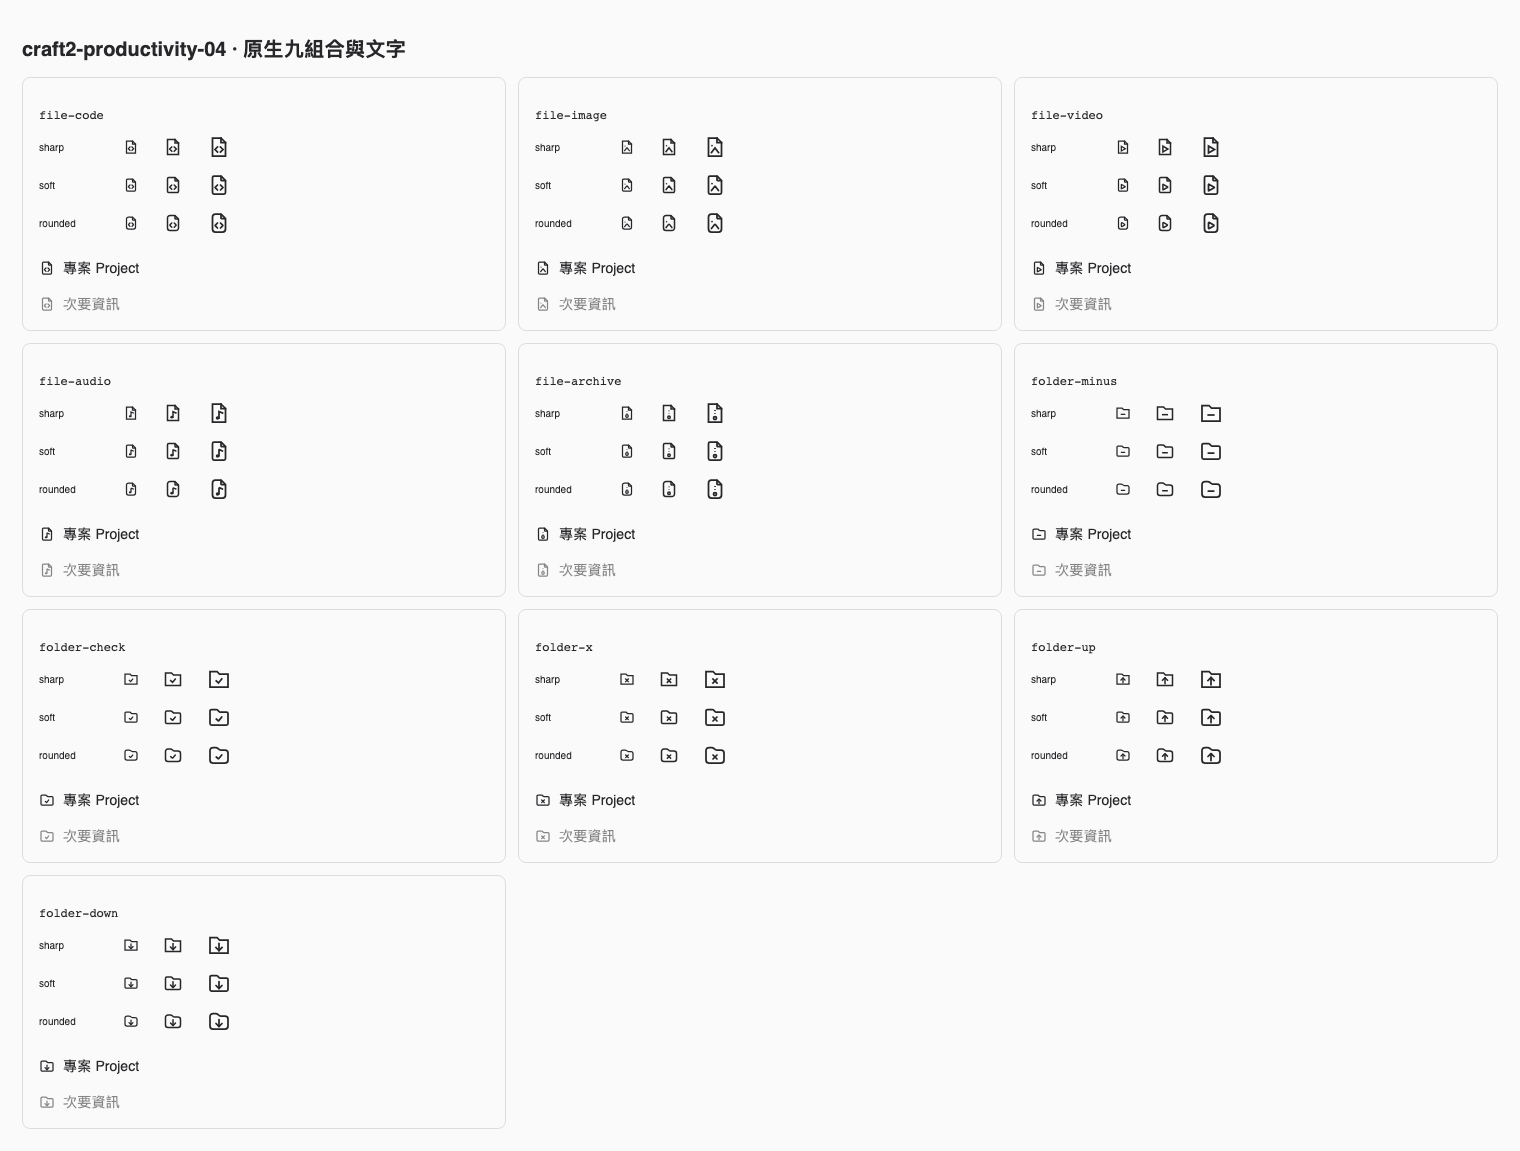 craft2-productivity-04 · 原生九組合與文字
file-code
sharp
soft
rounded
專案 Project
次要資訊
file-image
sharp
soft
rounded
專案 Project
次要資訊
file-video
sharp
soft
rounded
專案 Project
次要資訊
file-audio
sharp
soft
rounded
專案 Project
次要資訊
file-archive
sharp
soft
rounded
專案 Project
次要資訊
folder-minus
sharp
soft
rounded
專案 Project
次要資訊
folder-check
sharp
soft
rounded
專案 Project
次要資訊
folder-x
sharp
soft
rounded
專案 Project
次要資訊
folder-up
sharp
soft
rounded
專案 Project
次要資訊
folder-down
sharp
soft
rounded
專案 Project
次要資訊